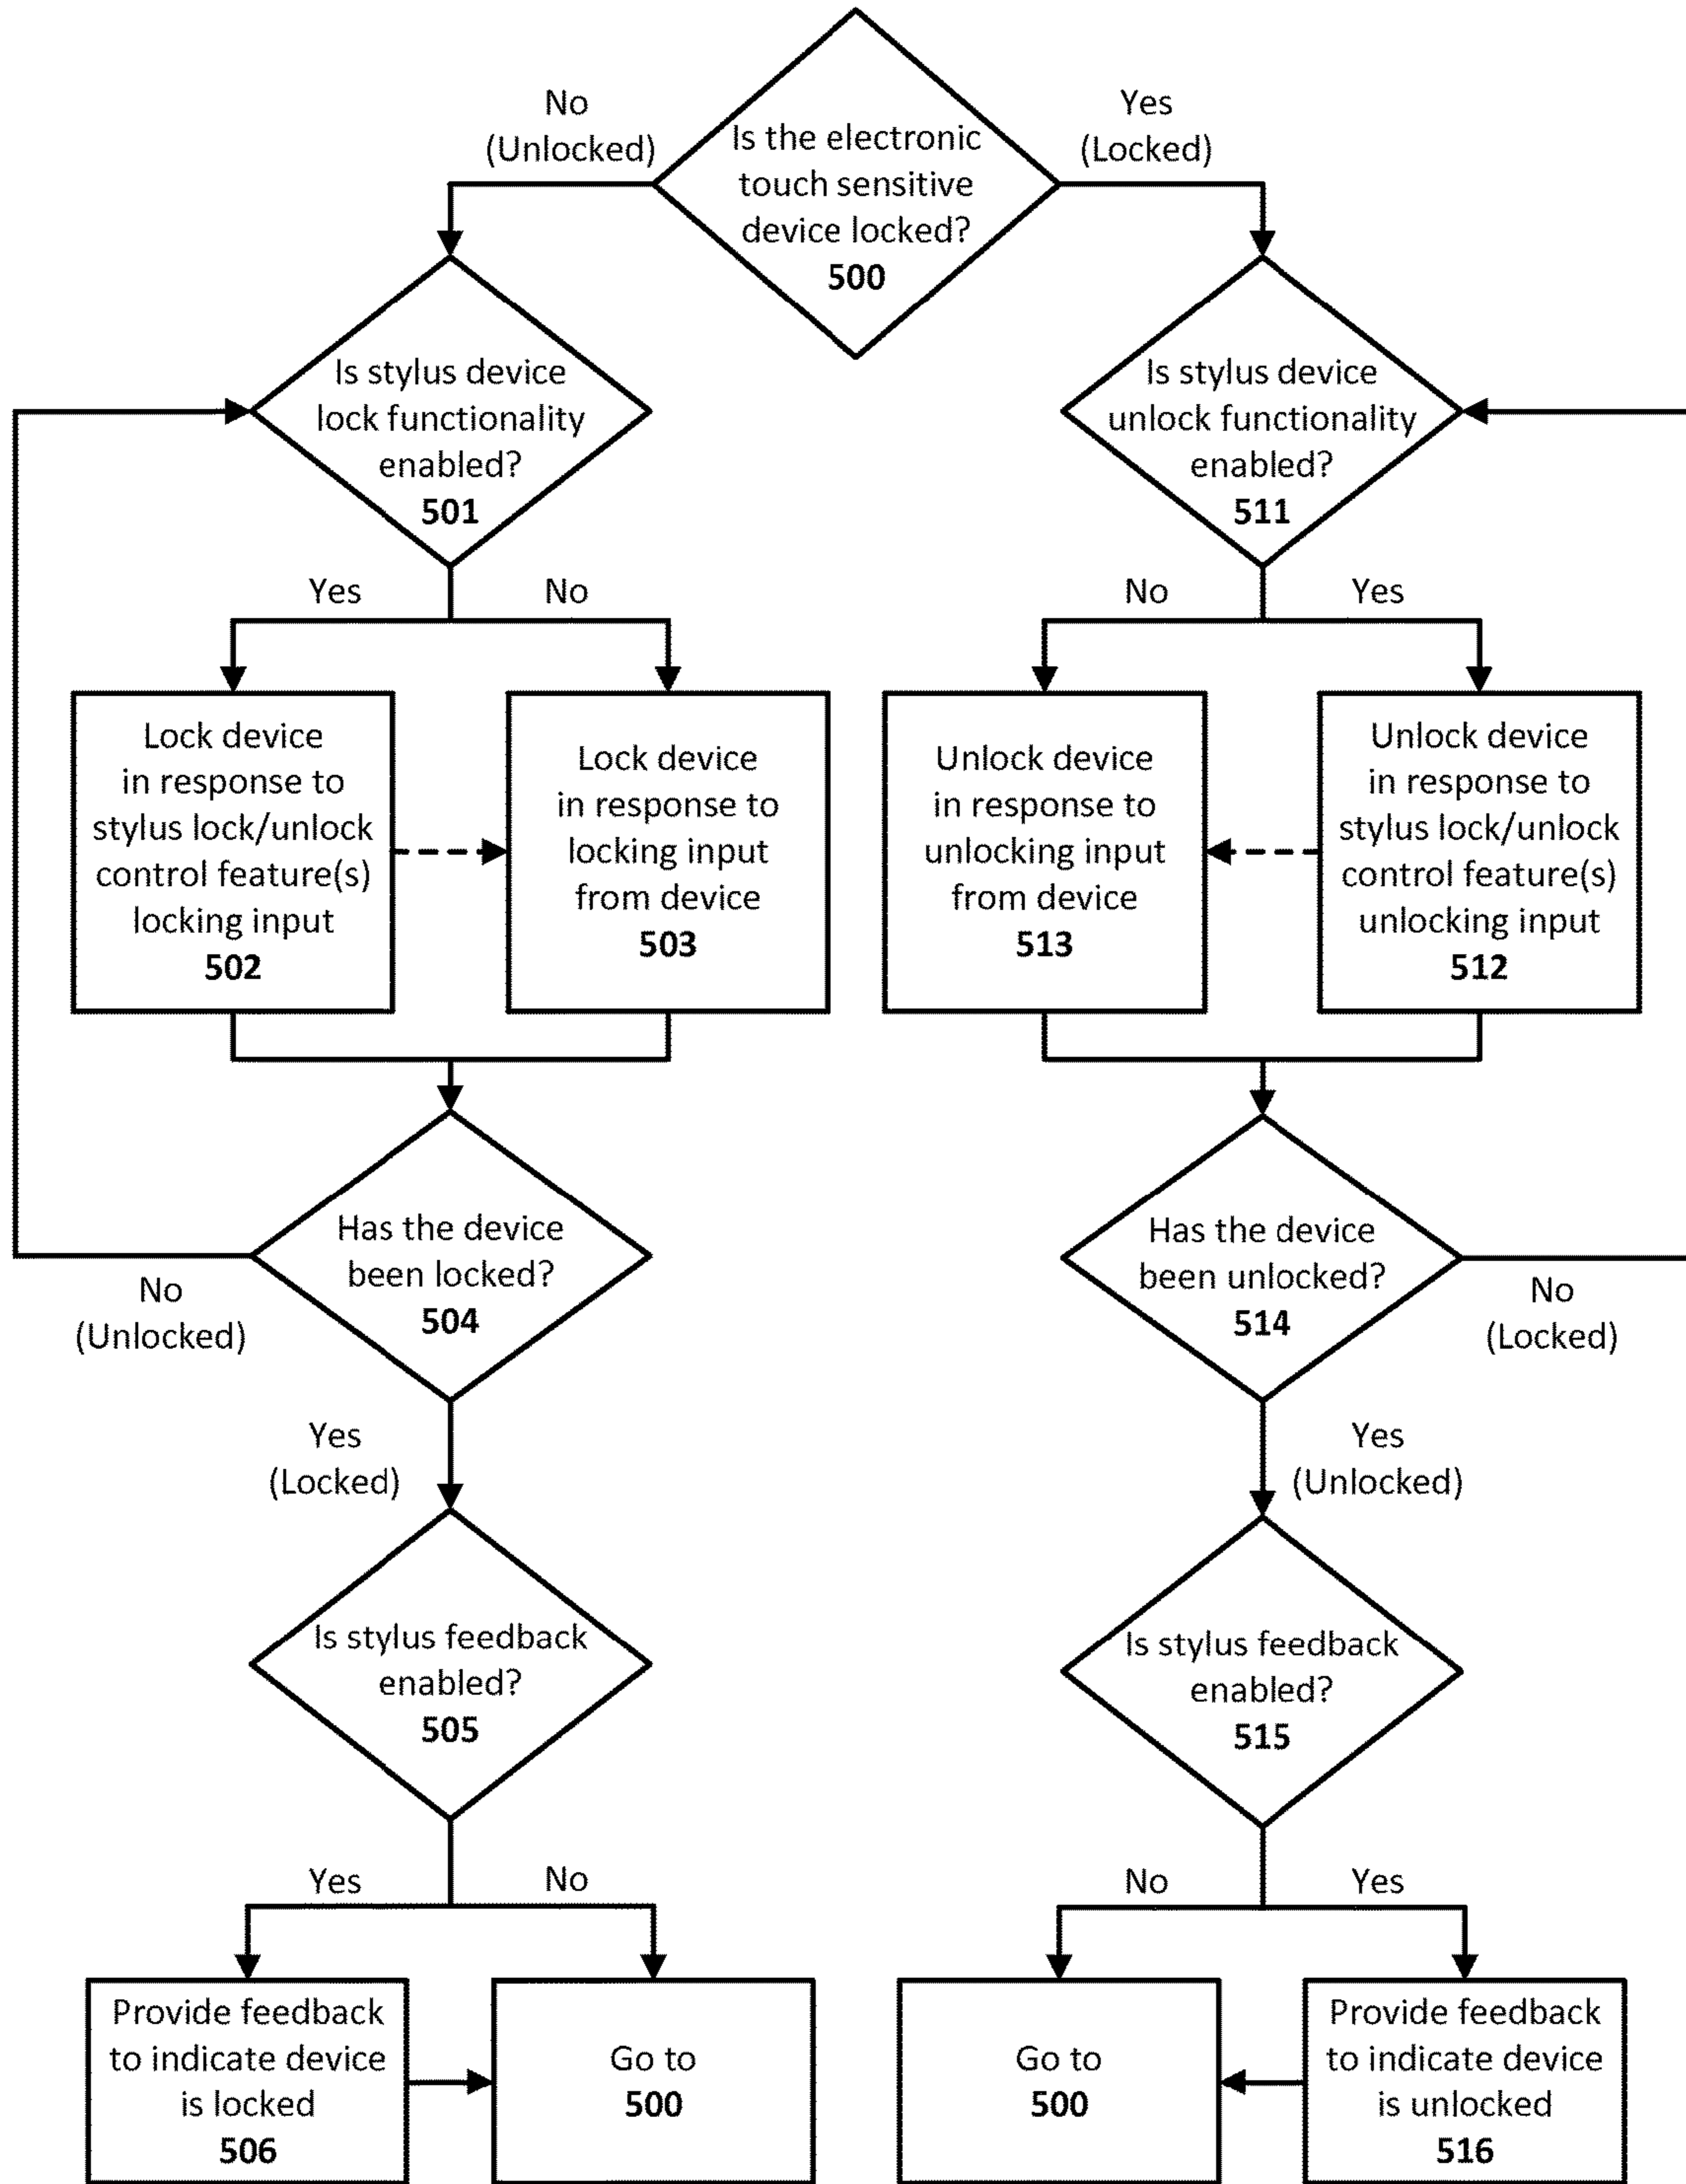 No
(Unlocked)
Yes
(Locked)
Is the electronic
touch sensitive
device locked?
500
Is stylus device
lock functionality
enabled?
501
Is stylus device
unlock functionality
enabled?
511
Yes
No
No
Yes
Lock device
in response to
stylus lock/unlock
control feature(s)
locking input
502
Lock device
in response to
locking input
from device
503
Unlock device
in response to
unlocking input
from device
513
Unlock device
in response to
stylus lock/unlock
control feature(s)
unlocking input
512
Has the device
been locked?
504
No
(Unlocked)
Has the device
been unlocked?
514
No
(Locked)
Yes
(Locked)
Yes
(Unlocked)
Is stylus feedback
enabled?
505
Is stylus feedback
enabled?
515
Yes
No
No
Yes
Provide feedback
to indicate device
is locked
506
Go to
500
Go to
500
Provide feedback
to indicate device
is unlocked
516